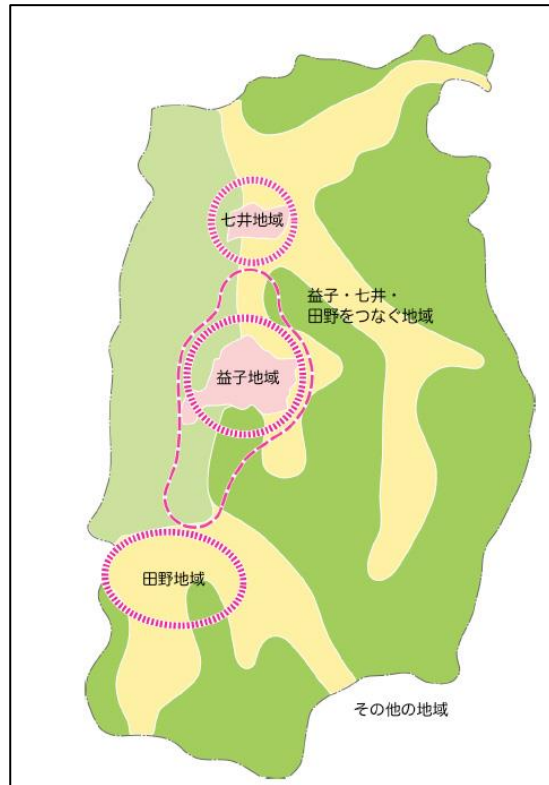 七井地域
益子・七井・
田野をつなぐ地域
益子地域
田野地域
その他の地域